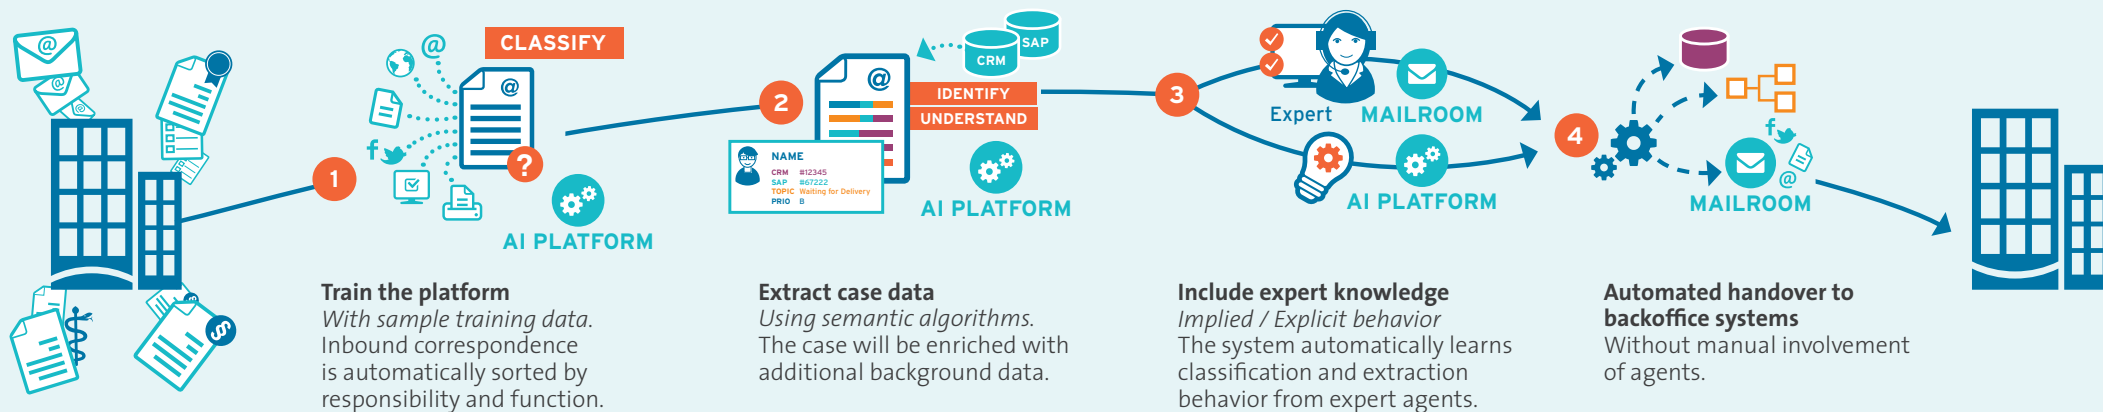 CLASSIFY
@
@
@
@
1
?
AI PLATFORM
Train the platform
With sample training data.
Inbound correspondence
is automatically sorted by
responsibility and function.
2
@
SAP
CRM
IDENTIFY
UNDERSTAND
NAME
CRM #12345
SAP #67222
TOPIC Waiting for Delivery
PRIO B
AI PLATFORM
Extract case data
Using semantic algorithms.
The case will be enriched with
additional background data.
3
Expert
MAILROOM
AI PLATFORM
Include expert knowledge
Implied / Explicit behavior
The system automatically learns
classification and extraction
behavior from expert agents.
4
f
@
MAILROOM
Automated handover to
backoffice systems
Without manual involvement
of agents.
f
§